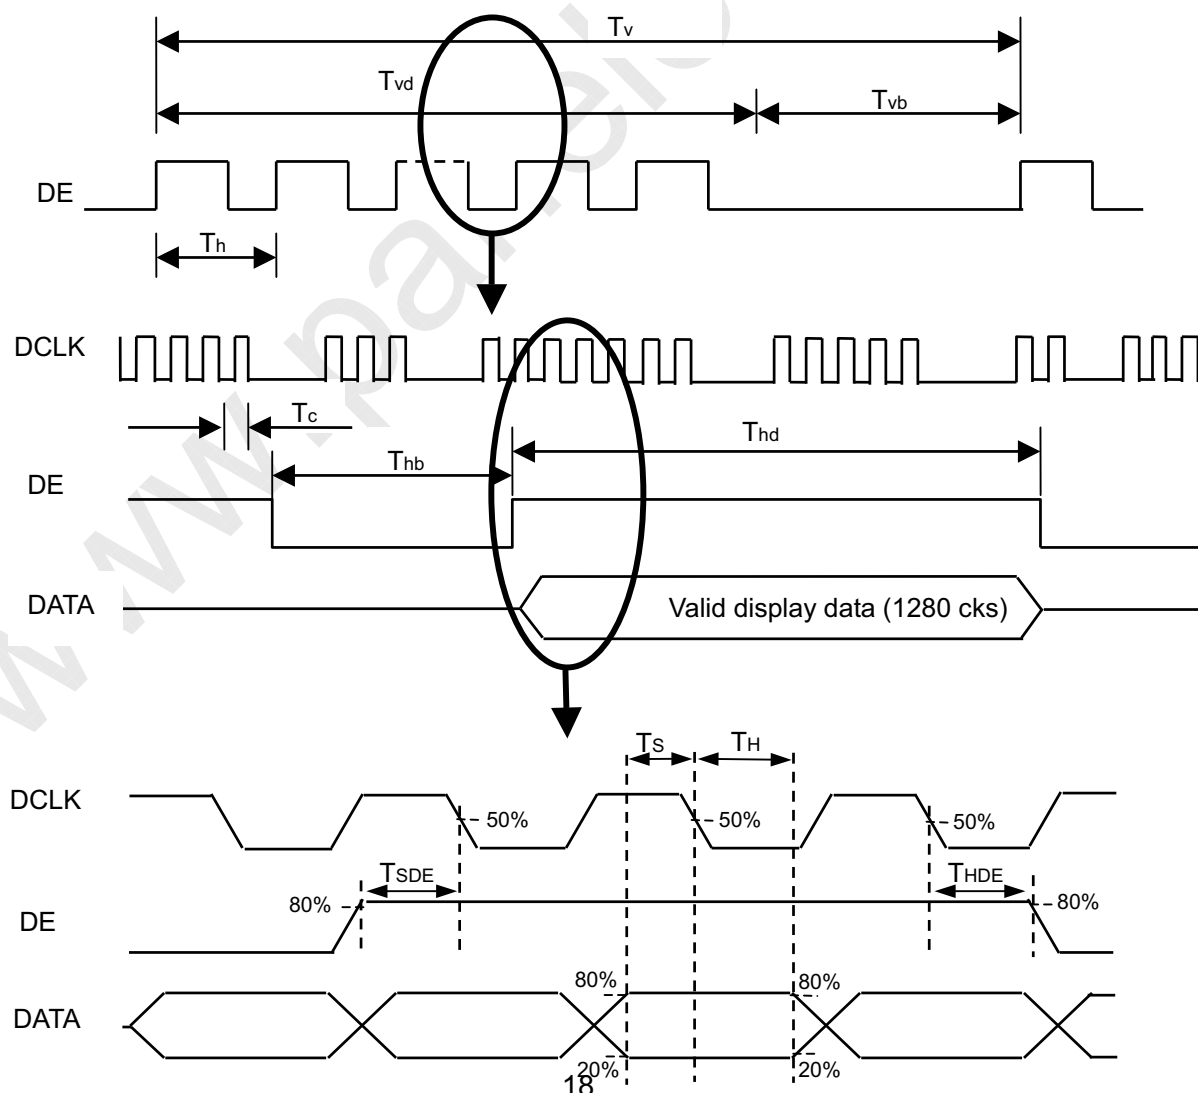 Tv
Tvd
Tvb
DE
Th
DCLK
Tc
Thd
Thb
DE
DATA
Valid display data (1280 cks)
TS
TH
DCLK
50%
50%
50%
TSDE
THDE
80%
80%
DE
80%
80%
DATA
20%
20%
18